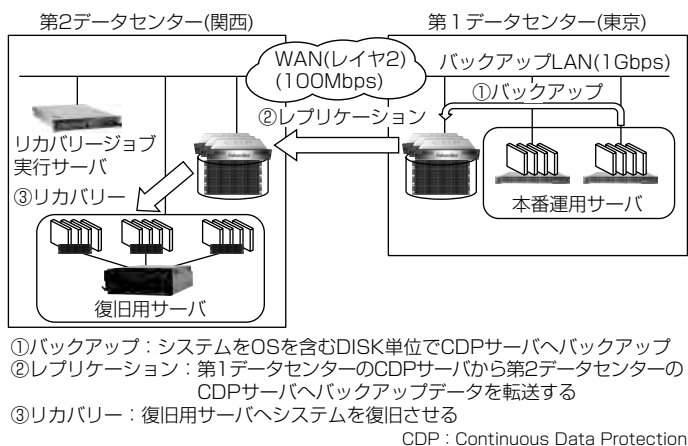 第2データセンター(関西)
第1データセンター(東京)
WAN(レイヤ2)
(100Mbps)
バックアップLAN(1Gbps)
①バックアップ
②レプリケーション
リカバリージョブ
実行サーバ
③リカバリー
本番運用サーバ
復旧用サーバ
①バックアップ：システムをOSを含むDISK単位でCDPサーバへバックアップ
②レプリケーション：第1データセンターのCDPサーバから第2データセンターの
CDPサーバへバックアップデータを転送する
③リカバリー：復旧用サーバへシステムを復旧させる
CDP：Continuous Data Protection